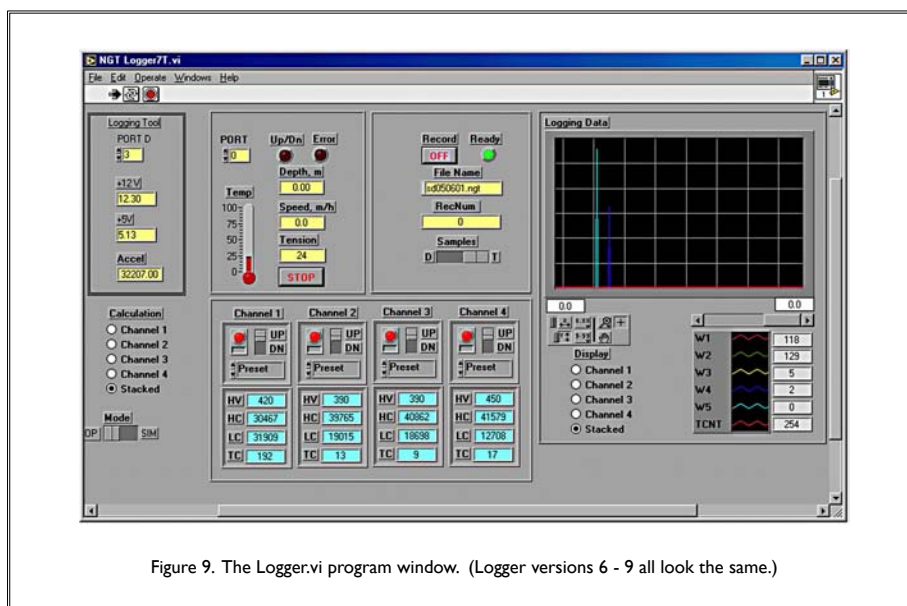 NGT Logger7T.vi
File Edit Operate Windows Help
1
Logging Tool
PORT D
3
+12V
12.30
+5V
5.13
Accel
32207.00
PORT
0
Up/Dn Error
Depth, m
0.00
Temp
100-
75-
50-
25-
0-
Speed, m/h
0.0
Tension
24
STOP
Record Ready
OFF
File Name
sd050601.ngt
RecNum
0
Samples
D T
Logging Data
0.0 0.0
Display
Channel 1
Channel 2
Channel 3
Channel 4
Stacked
W1 118
W2 129
W3 5
W4 2
W5 0
TCNT 254
Calculation
Channel 1
Channel 2
Channel 3
Channel 4
Stacked
Mode
OP SIM
Channel 1
UP
DN
Preset
HV 420
HC 30467
LC 31909
TC 192
Channel 2
UP
DN
Preset
HV 390
HC 39765
LC 19015
TC 13
Channel 3
UP
DN
Preset
HV 390
HC 40862
LC 18698
TC 9
Channel 4
UP
DN
Preset
HV 450
HC 41579
LC 12708
TC 17
Figure 9. The Logger.vi program window. (Logger versions 6 - 9 all look the same.)